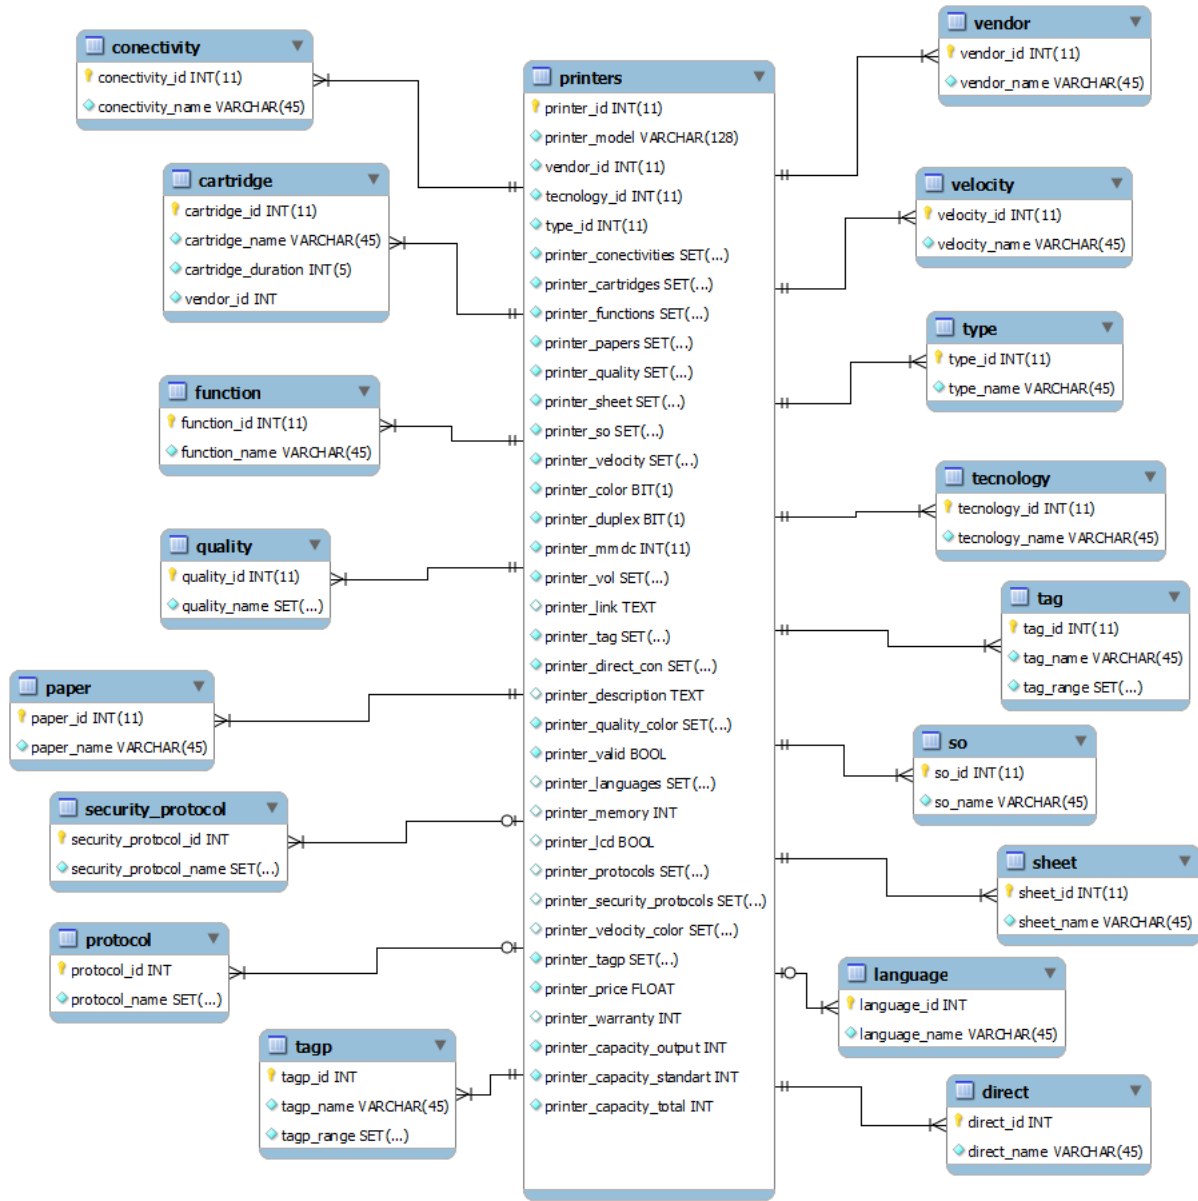 conectivity
conectivity_id INT(11)
conectivity_name VARCHAR(45)
cartridge
cartridge_id INT(11)
cartridge_name VARCHAR(45)
cartridge_duration INT(5)
vendor_id INT
function
function_id INT(11)
function_name VARCHAR(45)
quality
quality_id INT(11)
quality_name SET(...)
paper
paper_id INT(11)
paper_name VARCHAR(45)
security_protocol
security_protocol_id INT
security_protocol_name SET(...)
protocol
protocol_id INT
protocol_name SET(...)
tagp
tagp_id INT
tagp_name VARCHAR(45)
tagp_range SET(...)
printers
printer_id INT(11)
printer_model VARCHAR(128)
vendor_id INT(11)
tecnology_id INT(11)
type_id INT(11)
printer_conectivities SET(...)
printer_cartridges SET(...)
printer_functions SET(...)
printer_papers SET(...)
printer_quality SET(...)
printer_sheet SET(...)
printer_so SET(...)
printer_velocity SET(...)
printer_color BIT(1)
printer_duplex BIT(1)
printer_mmdc INT(11)
printer_vol SET(...)
printer_link TEXT
printer_tag SET(...)
printer_direct_con SET(...)
printer_description TEXT
printer_quality_color SET(...)
printer_valid BOOL
printer_languages SET(...)
printer_memory INT
printer_lcd BOOL
printer_protocols SET(...)
printer_security_protocols SET(...)
printer_velocity_color SET(...)
printer_tagp SET(...)
printer_price FLOAT
printer_warranty INT
printer_capacity_output INT
printer_capacity_standart INT
printer_capacity_total INT
vendor
vendor_id INT(11)
vendor_name VARCHAR(45)
velocity
velocity_id INT(11)
velocity_name VARCHAR(45)
type
type_id INT(11)
type_name VARCHAR(45)
tecnology
tecnology_id INT(11)
tecnology_name VARCHAR(45)
tag
tag_id INT(11)
tag_name VARCHAR(45)
tag_range SET(...)
so
so_id INT(11)
so_name VARCHAR(45)
sheet
sheet_id INT(11)
sheet_name VARCHAR(45)
language
language_id INT
language_name VARCHAR(45)
direct
direct_id INT
direct_name VARCHAR(45)